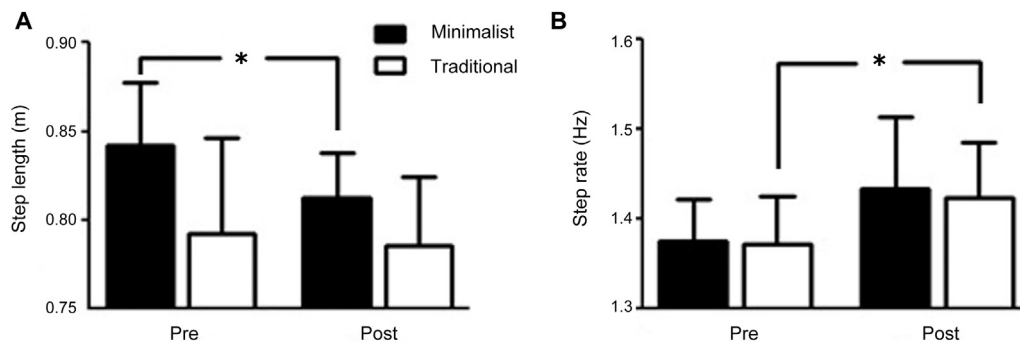 A
Step length (m)
0.90
0.85
0.80
0.75
*
Minimalist
Traditional
Pre
Post
B
Step rate (Hz)
1.6
1.5
1.4
1.3
*
Pre
Post